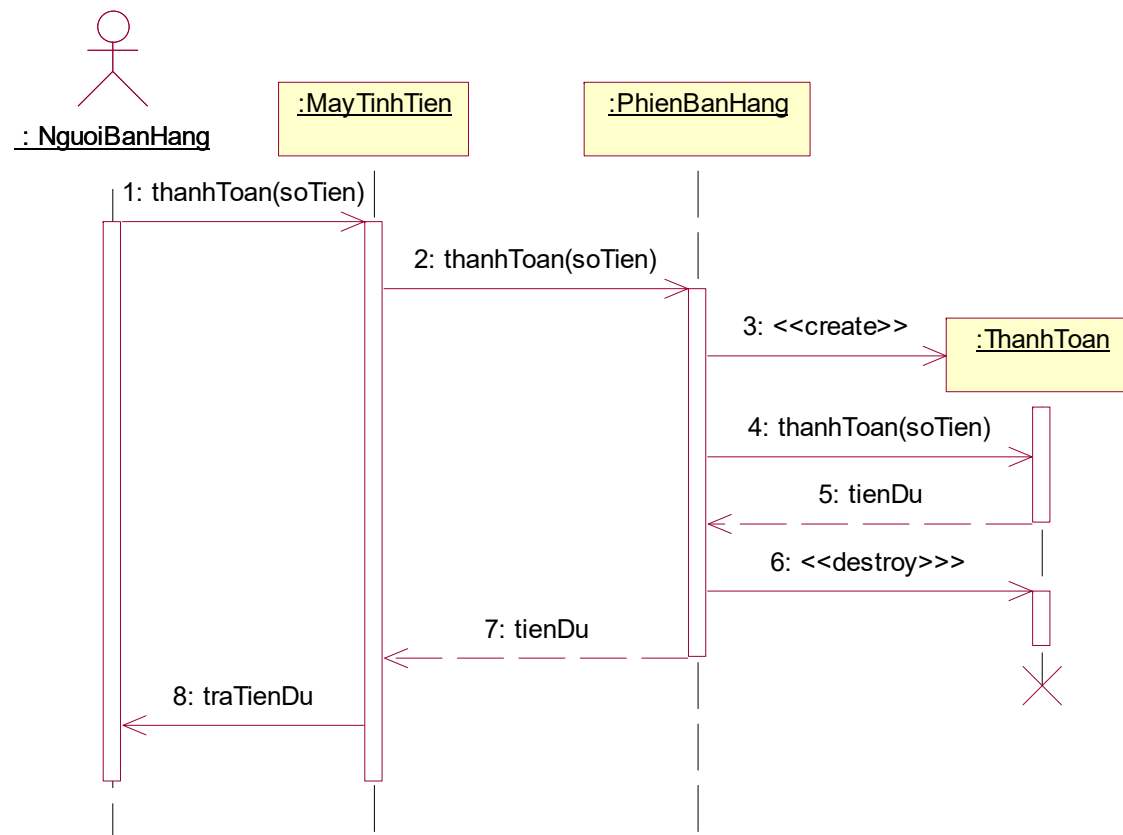 : NguoiBanHang
:MayTinhTien
:PhienBanHang
1: thanhToan(soTien)
2: thanhToan(soTien)
3: <<create>>
:ThanhToan
4: thanhToan(soTien)
5: tienDu
6: <<destroy>>>
7: tienDu
8: traTienDu